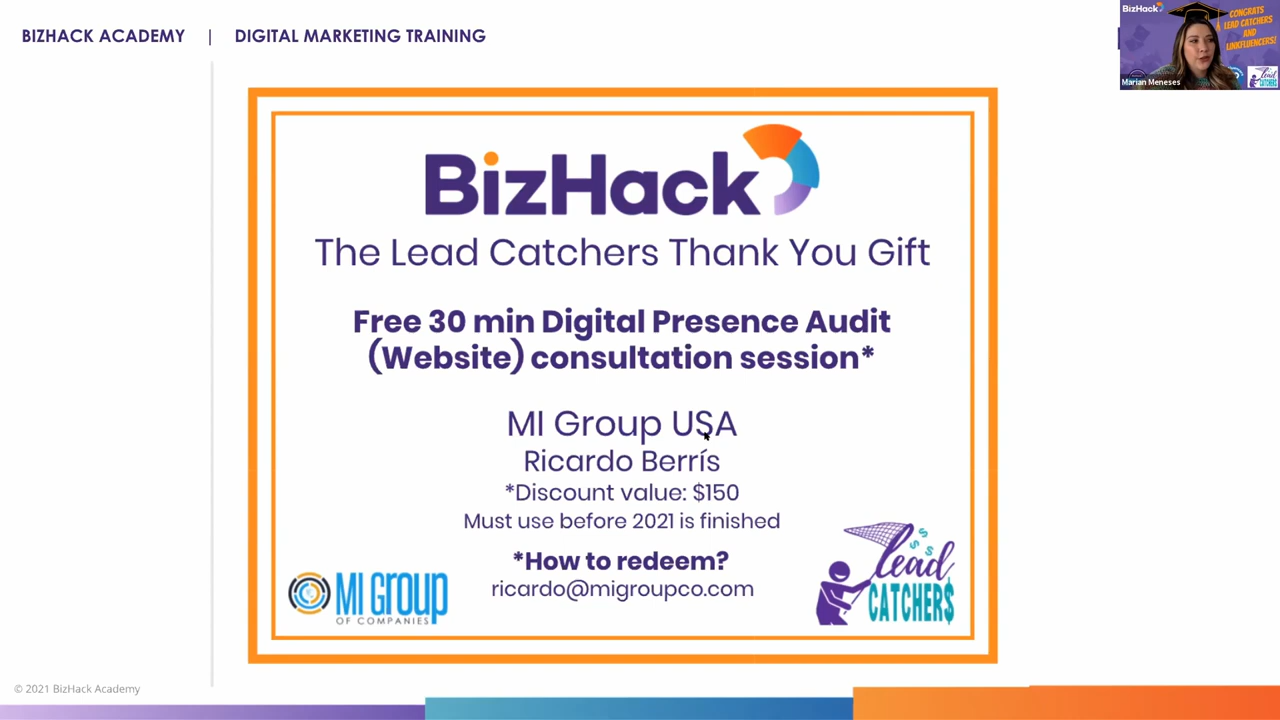 BIZHACK ACADEMY | DIGITAL MARKETING TRAINING
BizHack
CONGRATS
LEAD CATCHERS
AND
LINKFLUENCERS!
Marian Meneses
lead
CATCHER$
BizHack
The Lead Catchers Thank You Gift
Free 30 min Digital Presence Audit
(Website) consultation session*
MI Group USA
Ricardo Berrís
*Discount value: $150
Must use before 2021 is finished
*How to redeem?
ricardo@migroupco.com
MI Group
OF COMPANIES
$ $ $ $
lead
CATCHER$
© 2021 BizHack Academy